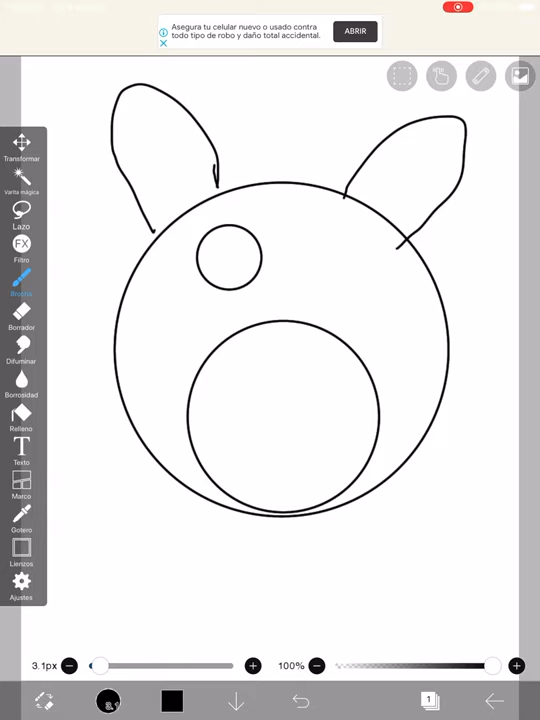 Asegura tu celular nuevo o usado contra
todo tipo de robo y daño total accidental.
ABRIR
Transformar
Varita mágica
Lazo
FX
Filtro
Brocha
Borrador
Difuminar
Borrosidad
Relleno
T
Texto
Marco
Gotero
Lienzos
Ajustes
3.1px
100%
1